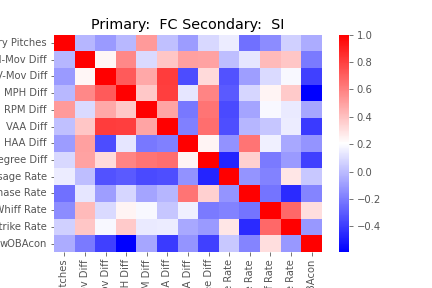 Primary:  FC Secondary:  SI
ry Pitches
-Mov Diff
-Mov Diff
MPH Diff
RPM Diff
VAA Diff
HAA Diff
egree Diff
sage Rate
hase Rate
Whiff Rate
trike Rate
wOBAcon
tches
v Diff
ov Diff
H Diff
M Diff
A Diff
A Diff
e Diff
e Rate
e Rate
ff Rate
e Rate
BAcon
1.0
0.8
0.6
0.4
0.2
0.0
−0.2
−0.4